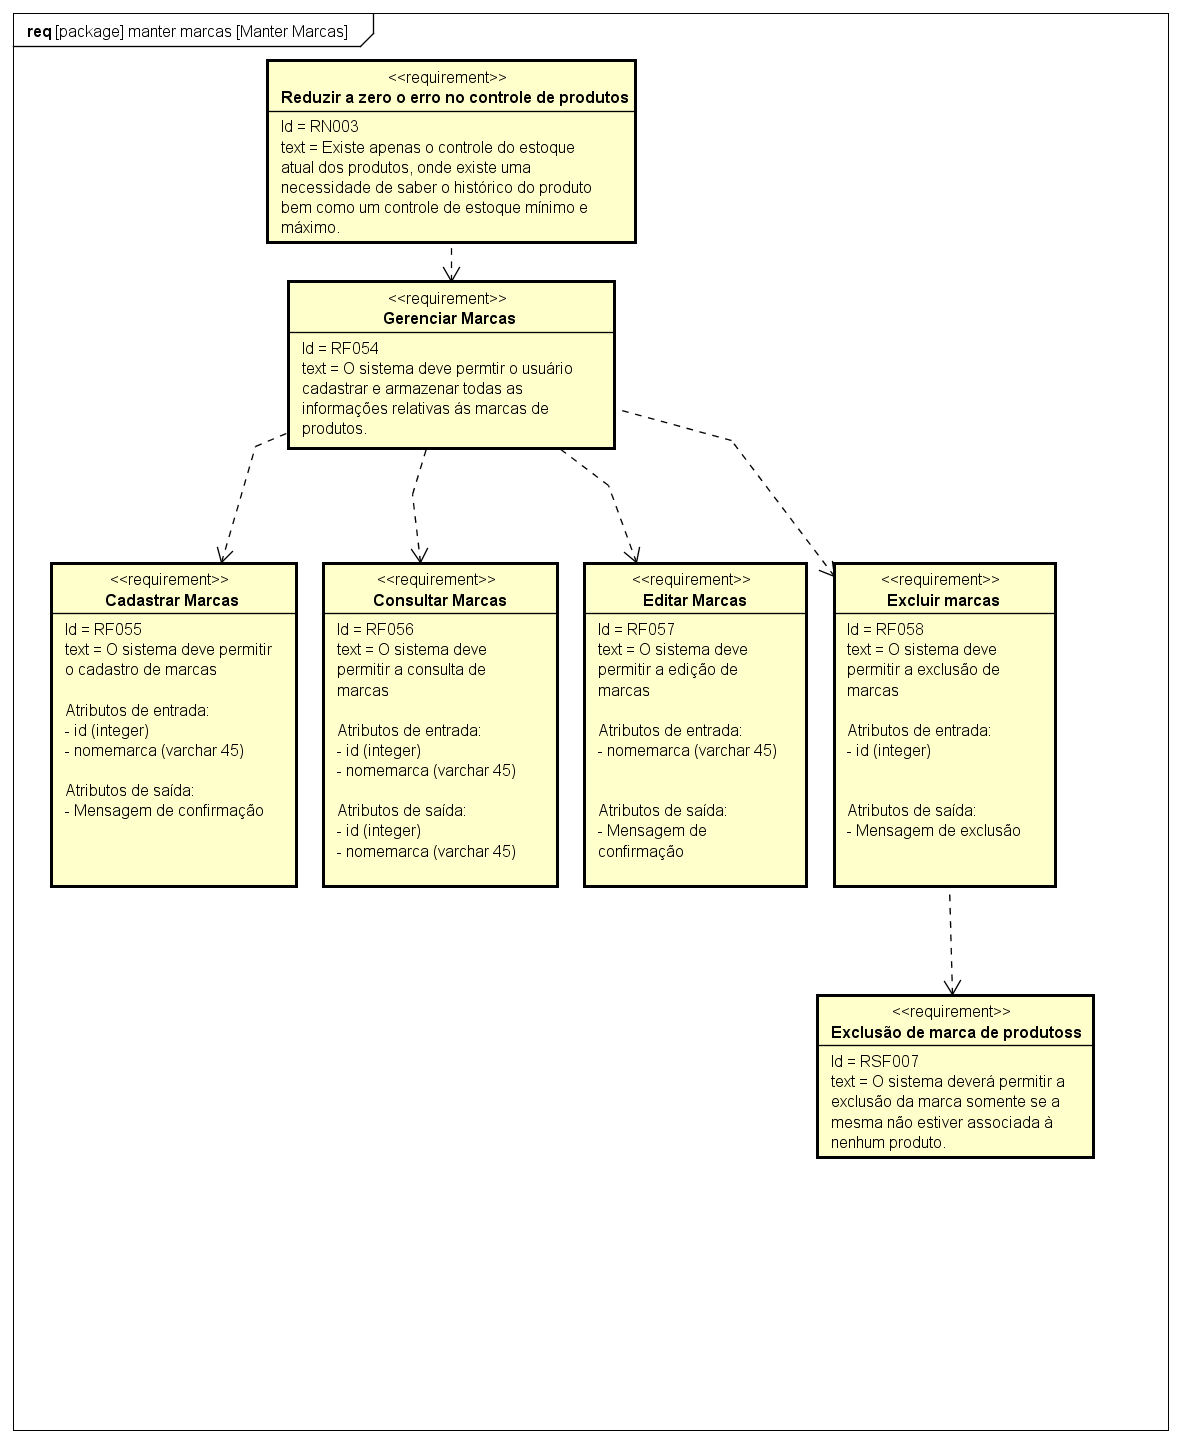 req [package] manter marcas [Manter Marcas]
<<requirement>>
Reduzir a zero o erro no controle de produtos
Id = RN003
text = Existe apenas o controle do estoque
atual dos produtos, onde existe uma
necessidade de saber o histórico do produto
bem como um controle de estoque mínimo e
máximo.
<<requirement>>
Gerenciar Marcas
Id = RF054
text = O sistema deve permtir o usuário
cadastrar e armazenar todas as
informações relativas ás marcas de
produtos.
<<requirement>>
Cadastrar Marcas
Id = RF055
text = O sistema deve permitir
o cadastro de marcas
Atributos de entrada:
- id (integer)
- nomemarca (varchar 45)
Atributos de saída:
- Mensagem de confirmação
<<requirement>>
Consultar Marcas
Id = RF056
text = O sistema deve
permitir a consulta de
marcas
Atributos de entrada:
- id (integer)
- nomemarca (varchar 45)
Atributos de saída:
- id (integer)
- nomemarca (varchar 45)
<<requirement>>
Editar Marcas
Id = RF057
text = O sistema deve
permitir a edição de
marcas
Atributos de entrada:
- nomemarca (varchar 45)
Atributos de saída:
- Mensagem de
confirmação
<<requirement>>
Excluir marcas
Id = RF058
text = O sistema deve
permitir a exclusão de
marcas
Atributos de entrada:
- id (integer)
Atributos de saída:
- Mensagem de exclusão
<<requirement>>
Exclusão de marca de produtoss
Id = RSF007
text = O sistema deverá permitir a
exclusão da marca somente se a
mesma não estiver associada à
nenhum produto.